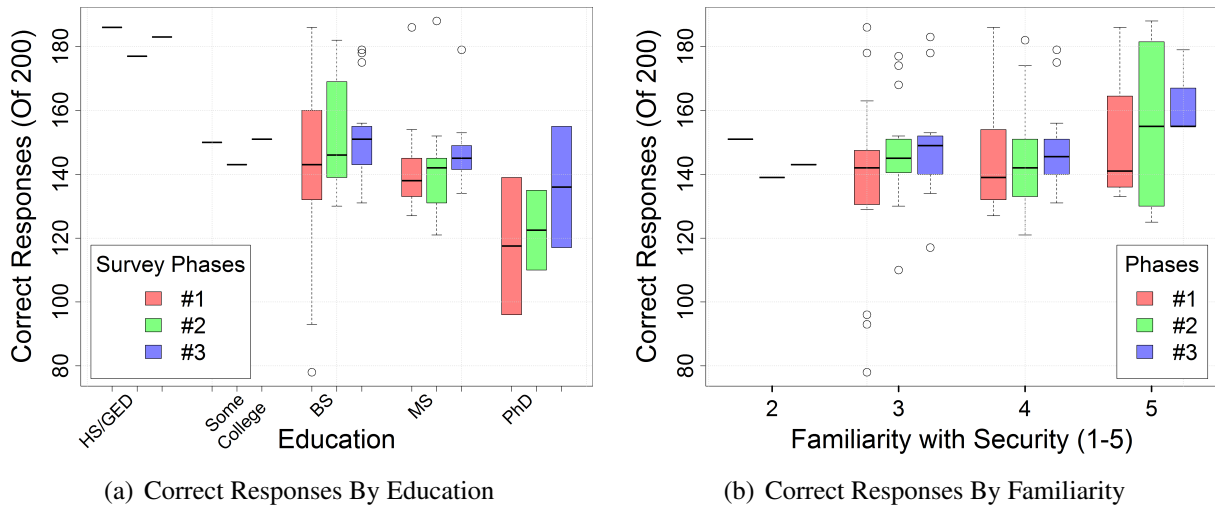 Correct Responses (Of 200)
180
160
140
120
100
80
Survey Phases
#1
#2
#3
HS/GED
Some
College
BS
MS
PhD
Education
(a) Correct Responses By Education
Correct Responses (Of 200)
180
160
140
120
100
80
Phases
#1
#2
#3
2 3 4 5
Familiarity with Security (1-5)
(b) Correct Responses By Familiarity